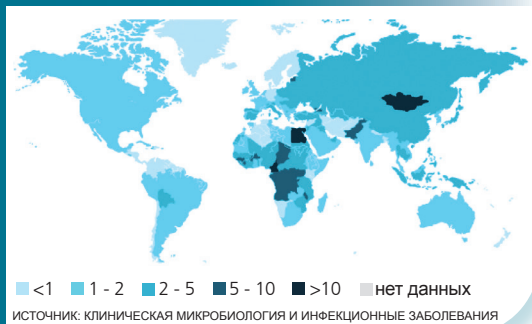 <1 1 - 2 2 - 5 5 - 10 >10 нет данных
ИСТОЧНИК: КЛИНИЧЕСКАЯ МИКРОБИОЛОГИЯ И ИНФЕКЦИОННЫЕ ЗАБОЛЕВАНИЯ